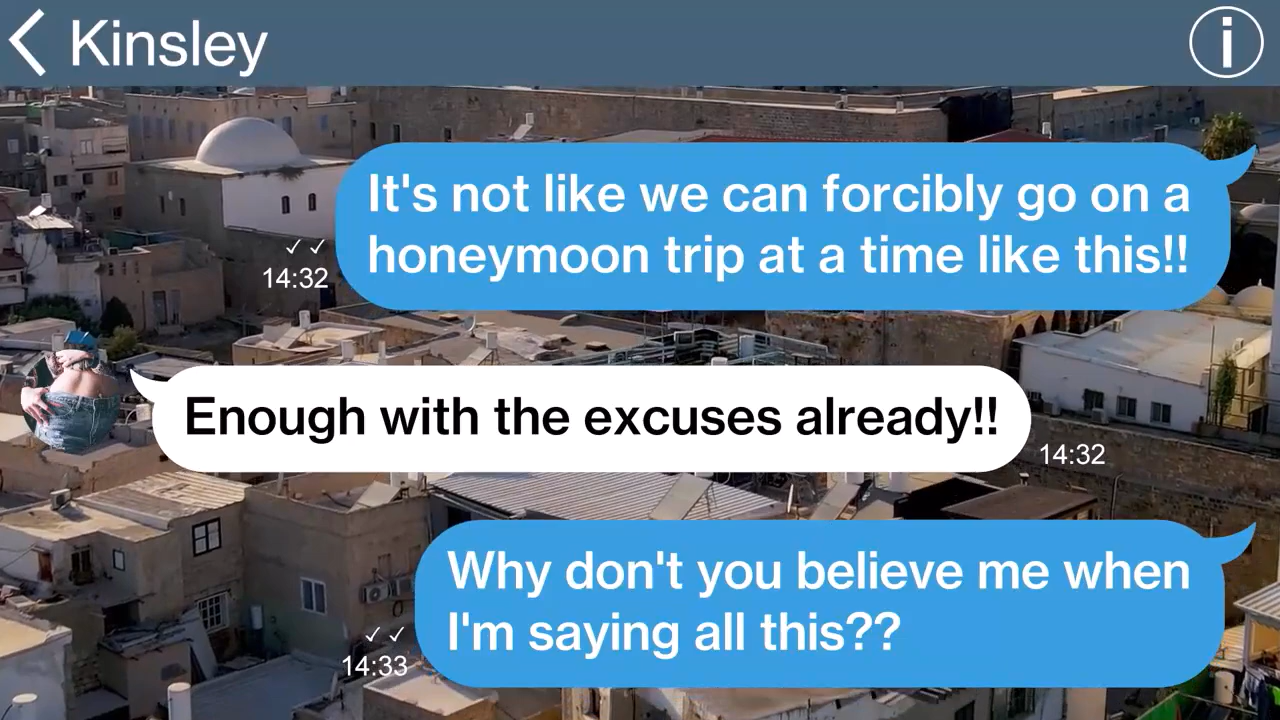 Kinsley
It's not like we can forcibly go on a
honeymoon trip at a time like this!!
✓✓
14:32
Enough with the excuses already!!
14:32
Why don't you believe me when
I'm saying all this??
✓✓
14:33